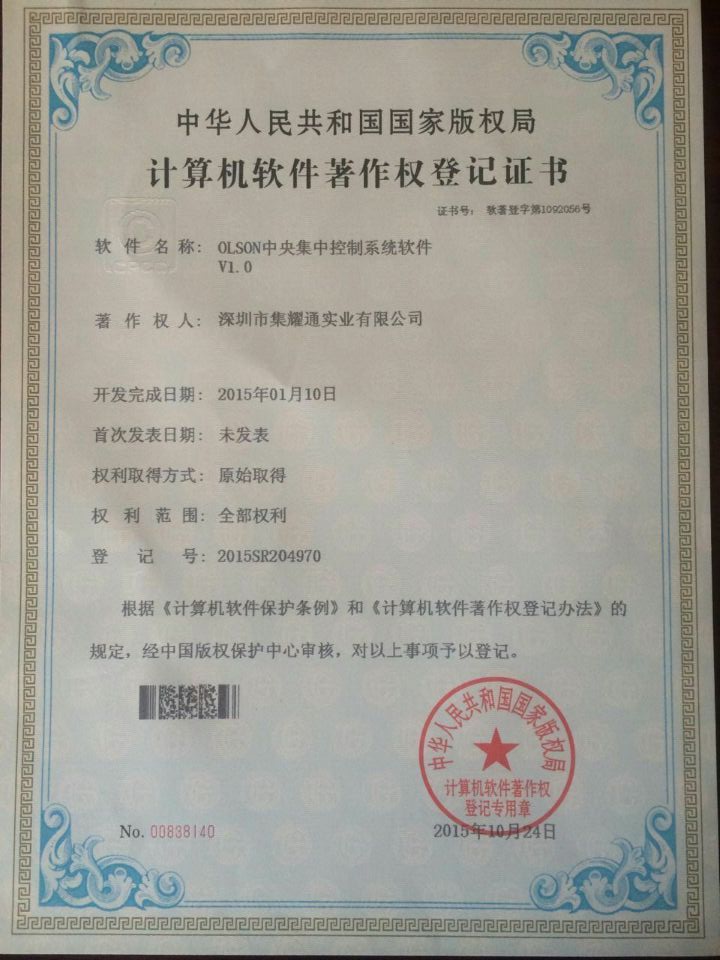 中华人民共和国国家版权局
计算机软件著作权登记证书
证书号： 软著登字第1092056号
软件名称： OLSON中央集中控制系统软件
V1.0
著作权人： 深圳市集耀通实业有限公司
开发完成日期： 2015年01月10日
首次发表日期： 未发表
权利取得方式： 原始取得
权利范围： 全部权利
登记号： 2015SR204970
根据《计算机软件保护条例》和《计算机软件著作权登记办法》的
规定，经中国版权保护中心审核，对以上事项予以登记。
中华人民共和国国家版权局
计算机软件著作权
登记专用章
No. 00838140
2015年10月24日